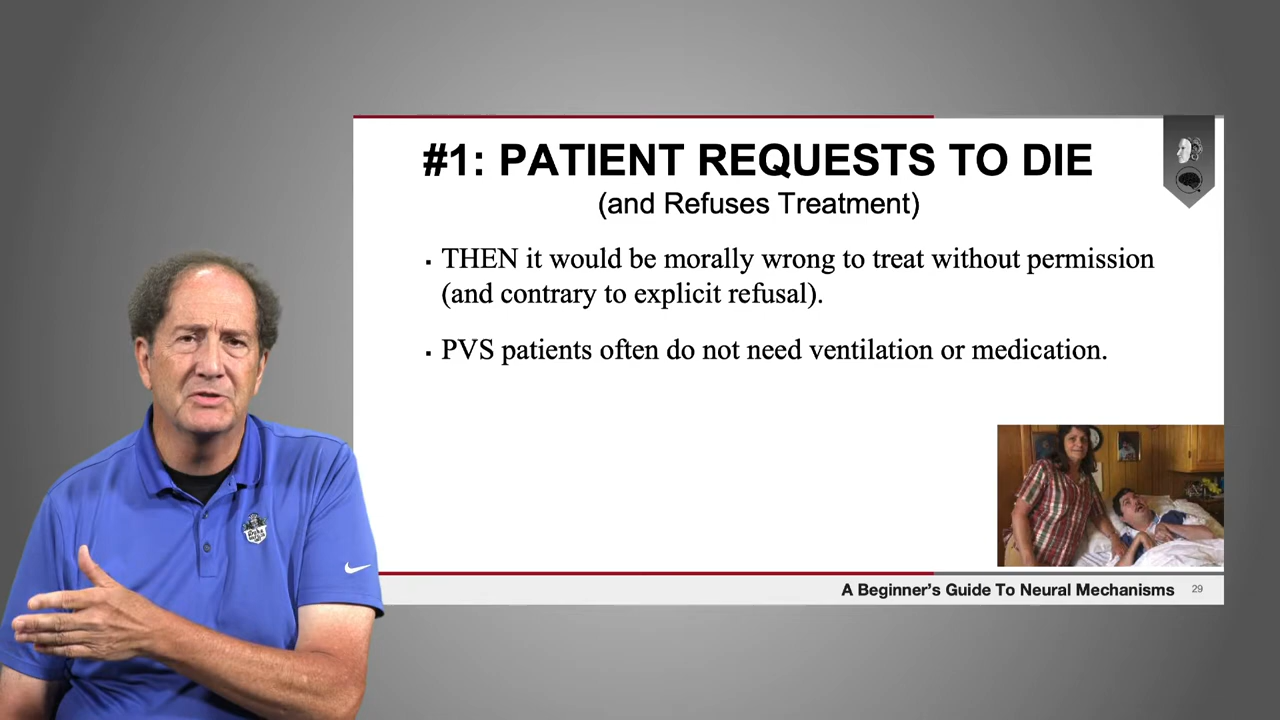 #1: PATIENT REQUESTS TO DIE
(and Refuses Treatment)
▪ THEN it would be morally wrong to treat without permission
(and contrary to explicit refusal).
▪ PVS patients often do not need ventilation or medication.
A Beginner's Guide To Neural Mechanisms 29